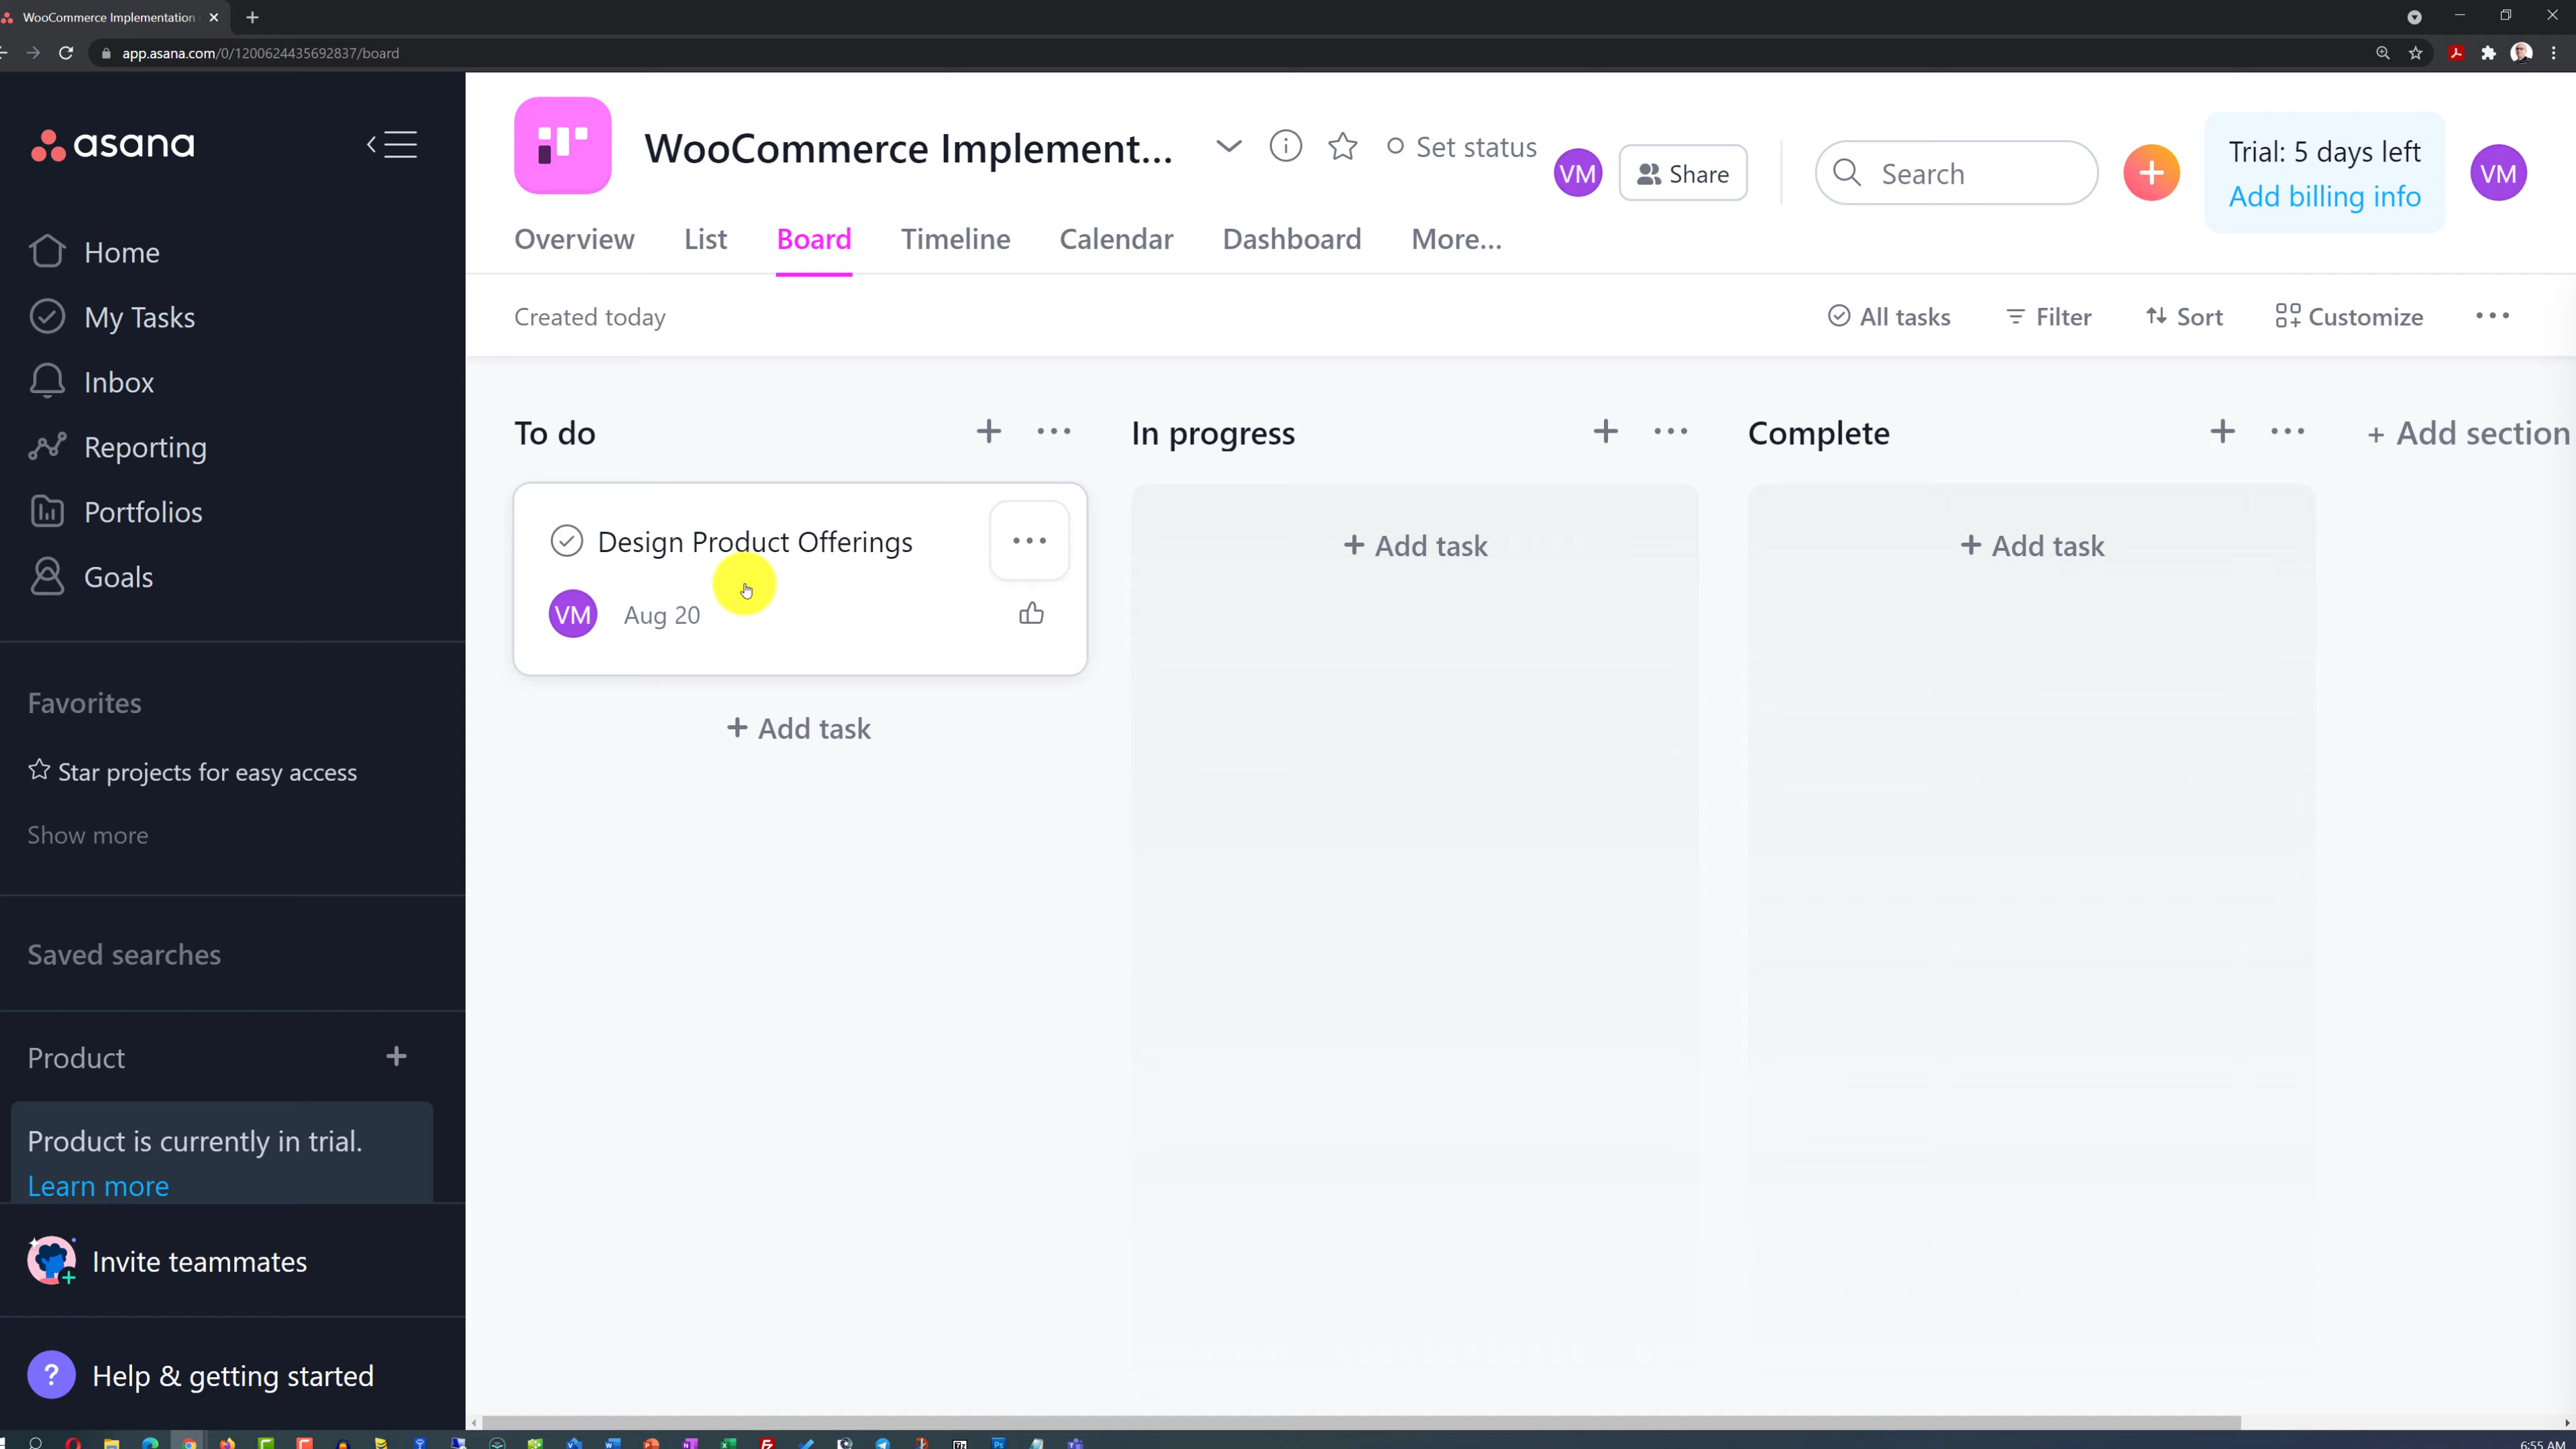 WooCommerce Implementation
app.asana.com/0/1200624435692837/board
asana
Home
My Tasks
Inbox
Reporting
Portfolios
Goals
Favorites
Star projects for easy access
Show more
Saved searches
Product
Product is currently in trial.
Learn more
Invite teammates
Help & getting started
WooCommerce Implement...
Set status
VM
Share
Search
Trial: 5 days left
Add billing info
VM
Overview
List
Board
Timeline
Calendar
Dashboard
More...
Created today
All tasks
Filter
Sort
Customize
To do
In progress
Complete
+ Add section
Design Product Offerings
VM
Aug 20
+ Add task
+ Add task
+ Add task
6:55 AM